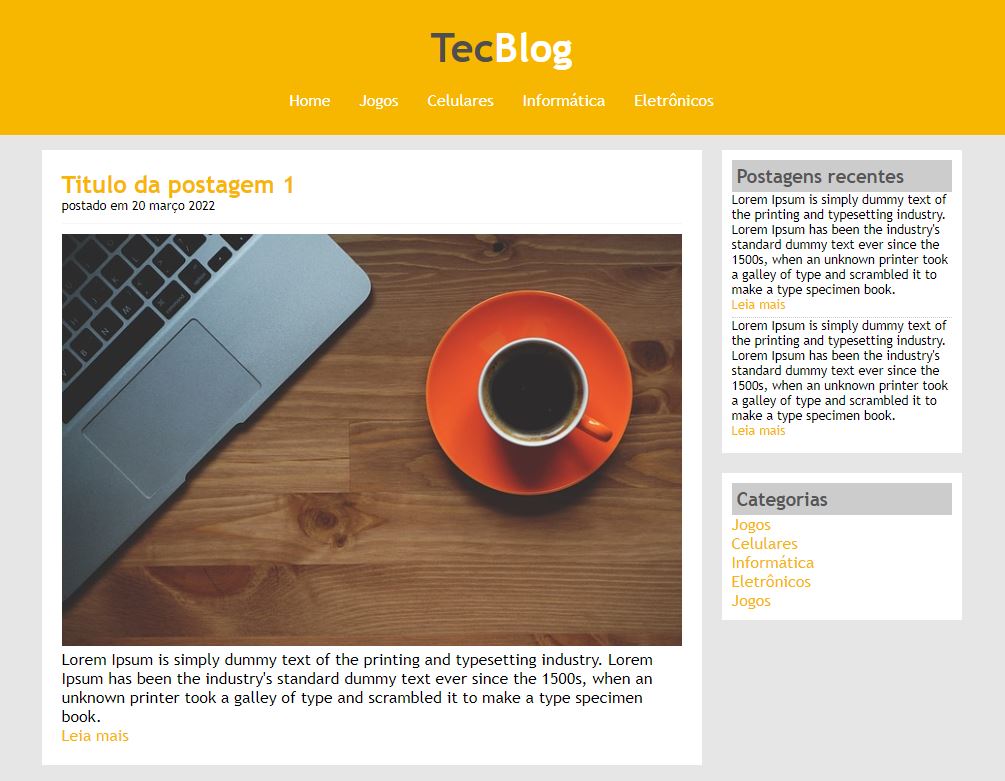 TecBlog
Home Jogos Celulares Informática Eletrônicos
Titulo da postagem 1
postado em 20 março 2022
Lorem Ipsum is simply dummy text of the printing and typesetting industry. Lorem
Ipsum has been the industry's standard dummy text ever since the 1500s, when an
unknown printer took a galley of type and scrambled it to make a type specimen
book.
Leia mais
Postagens recentes
Lorem Ipsum is simply dummy text of
the printing and typesetting industry.
Lorem Ipsum has been the industry's
standard dummy text ever since the
1500s, when an unknown printer took
a galley of type and scrambled it to
make a type specimen book.
Leia mais
Lorem Ipsum is simply dummy text of
the printing and typesetting industry.
Lorem Ipsum has been the industry's
standard dummy text ever since the
1500s, when an unknown printer took
a galley of type and scrambled it to
make a type specimen book.
Leia mais
Categorias
Jogos
Celulares
Informática
Eletrônicos
Jogos